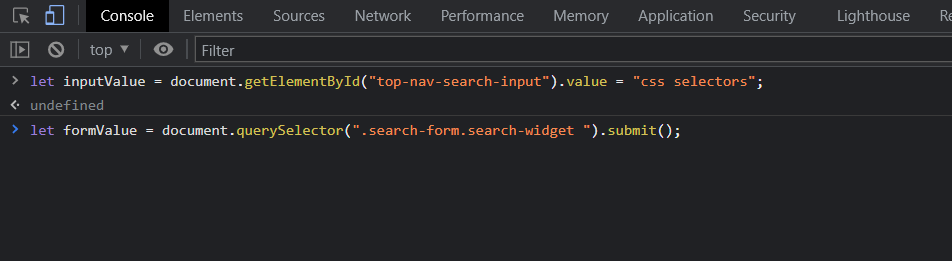 Console Elements Sources Network Performance Memory Application Security Lighthouse Re
top Filter
let inputValue = document.getElementById("top-nav-search-input").value = "css selectors";
undefined
let formValue = document.querySelector(".search-form.search-widget ").submit();